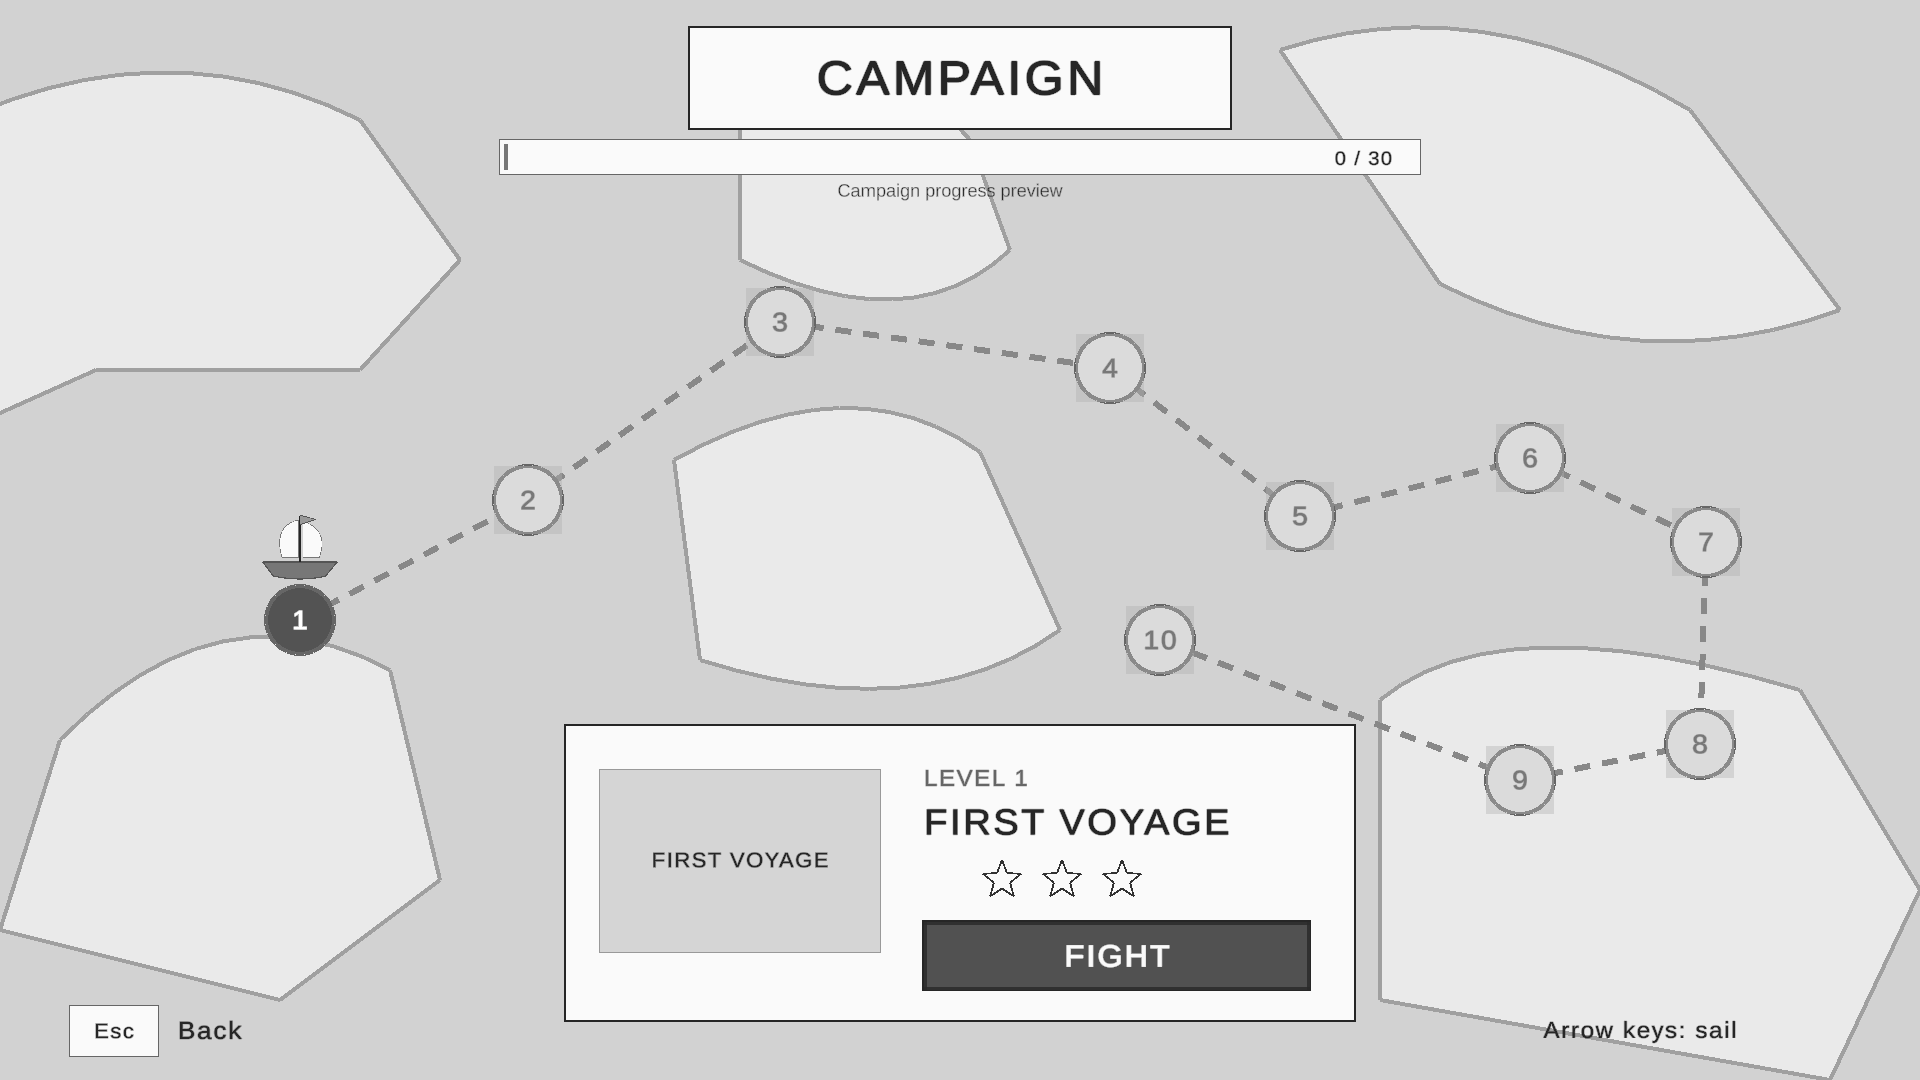 CAMPAIGN
0 / 30
Campaign progress preview
3
4
6
2
5
7
1
10
8
9
LEVEL 1
FIRST VOYAGE
FIRST VOYAGE
FIGHT
Esc
Back
Arrow keys: sail